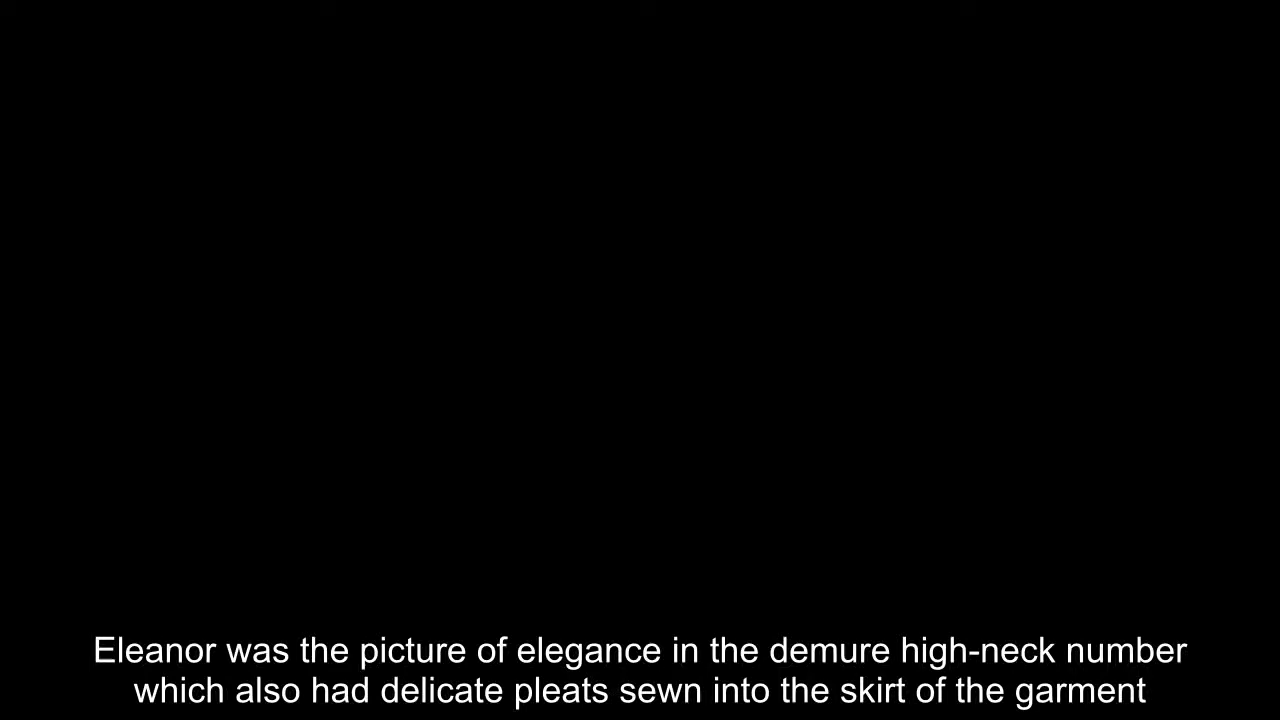 Eleanor was the picture of elegance in the demure high-neck number
which also had delicate pleats sewn into the skirt of the garment